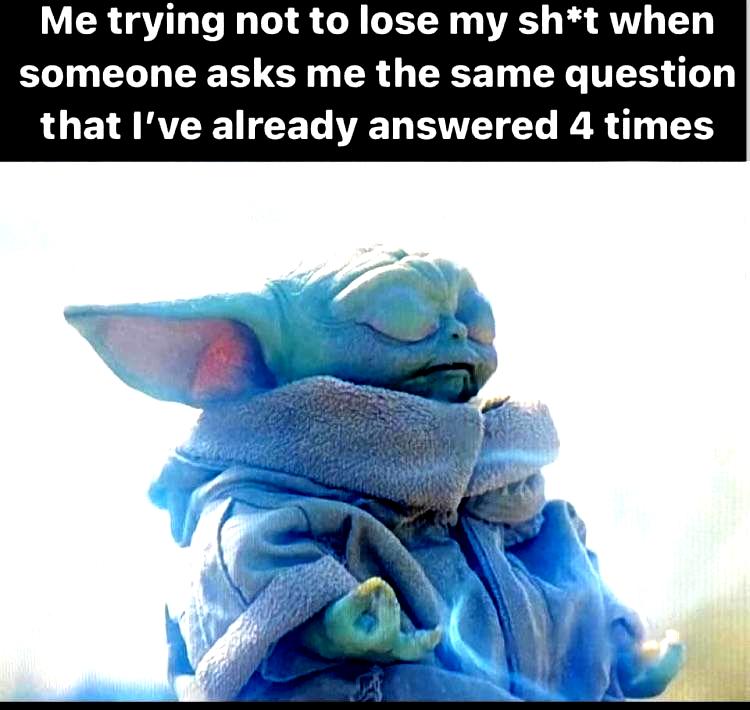 Me trying not to lose my sh*t when
someone asks me the same question
that I've already answered 4 times